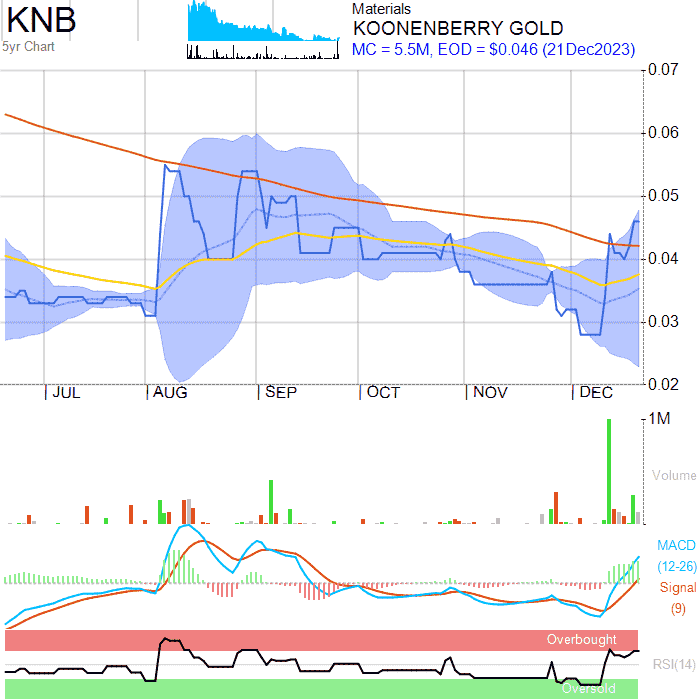 KNB
5yr Chart
Materials
KOONENBERRY GOLD
MC = 5.5M, EOD = $0.046 (21Dec2023)
0.07
0.06
0.05
0.04
0.03
0.02
JUL AUG SEP OCT NOV DEC
1M
Volume
MACD
(12-26)
Signal
(9)
Overbought
RSI(14)
Oversold